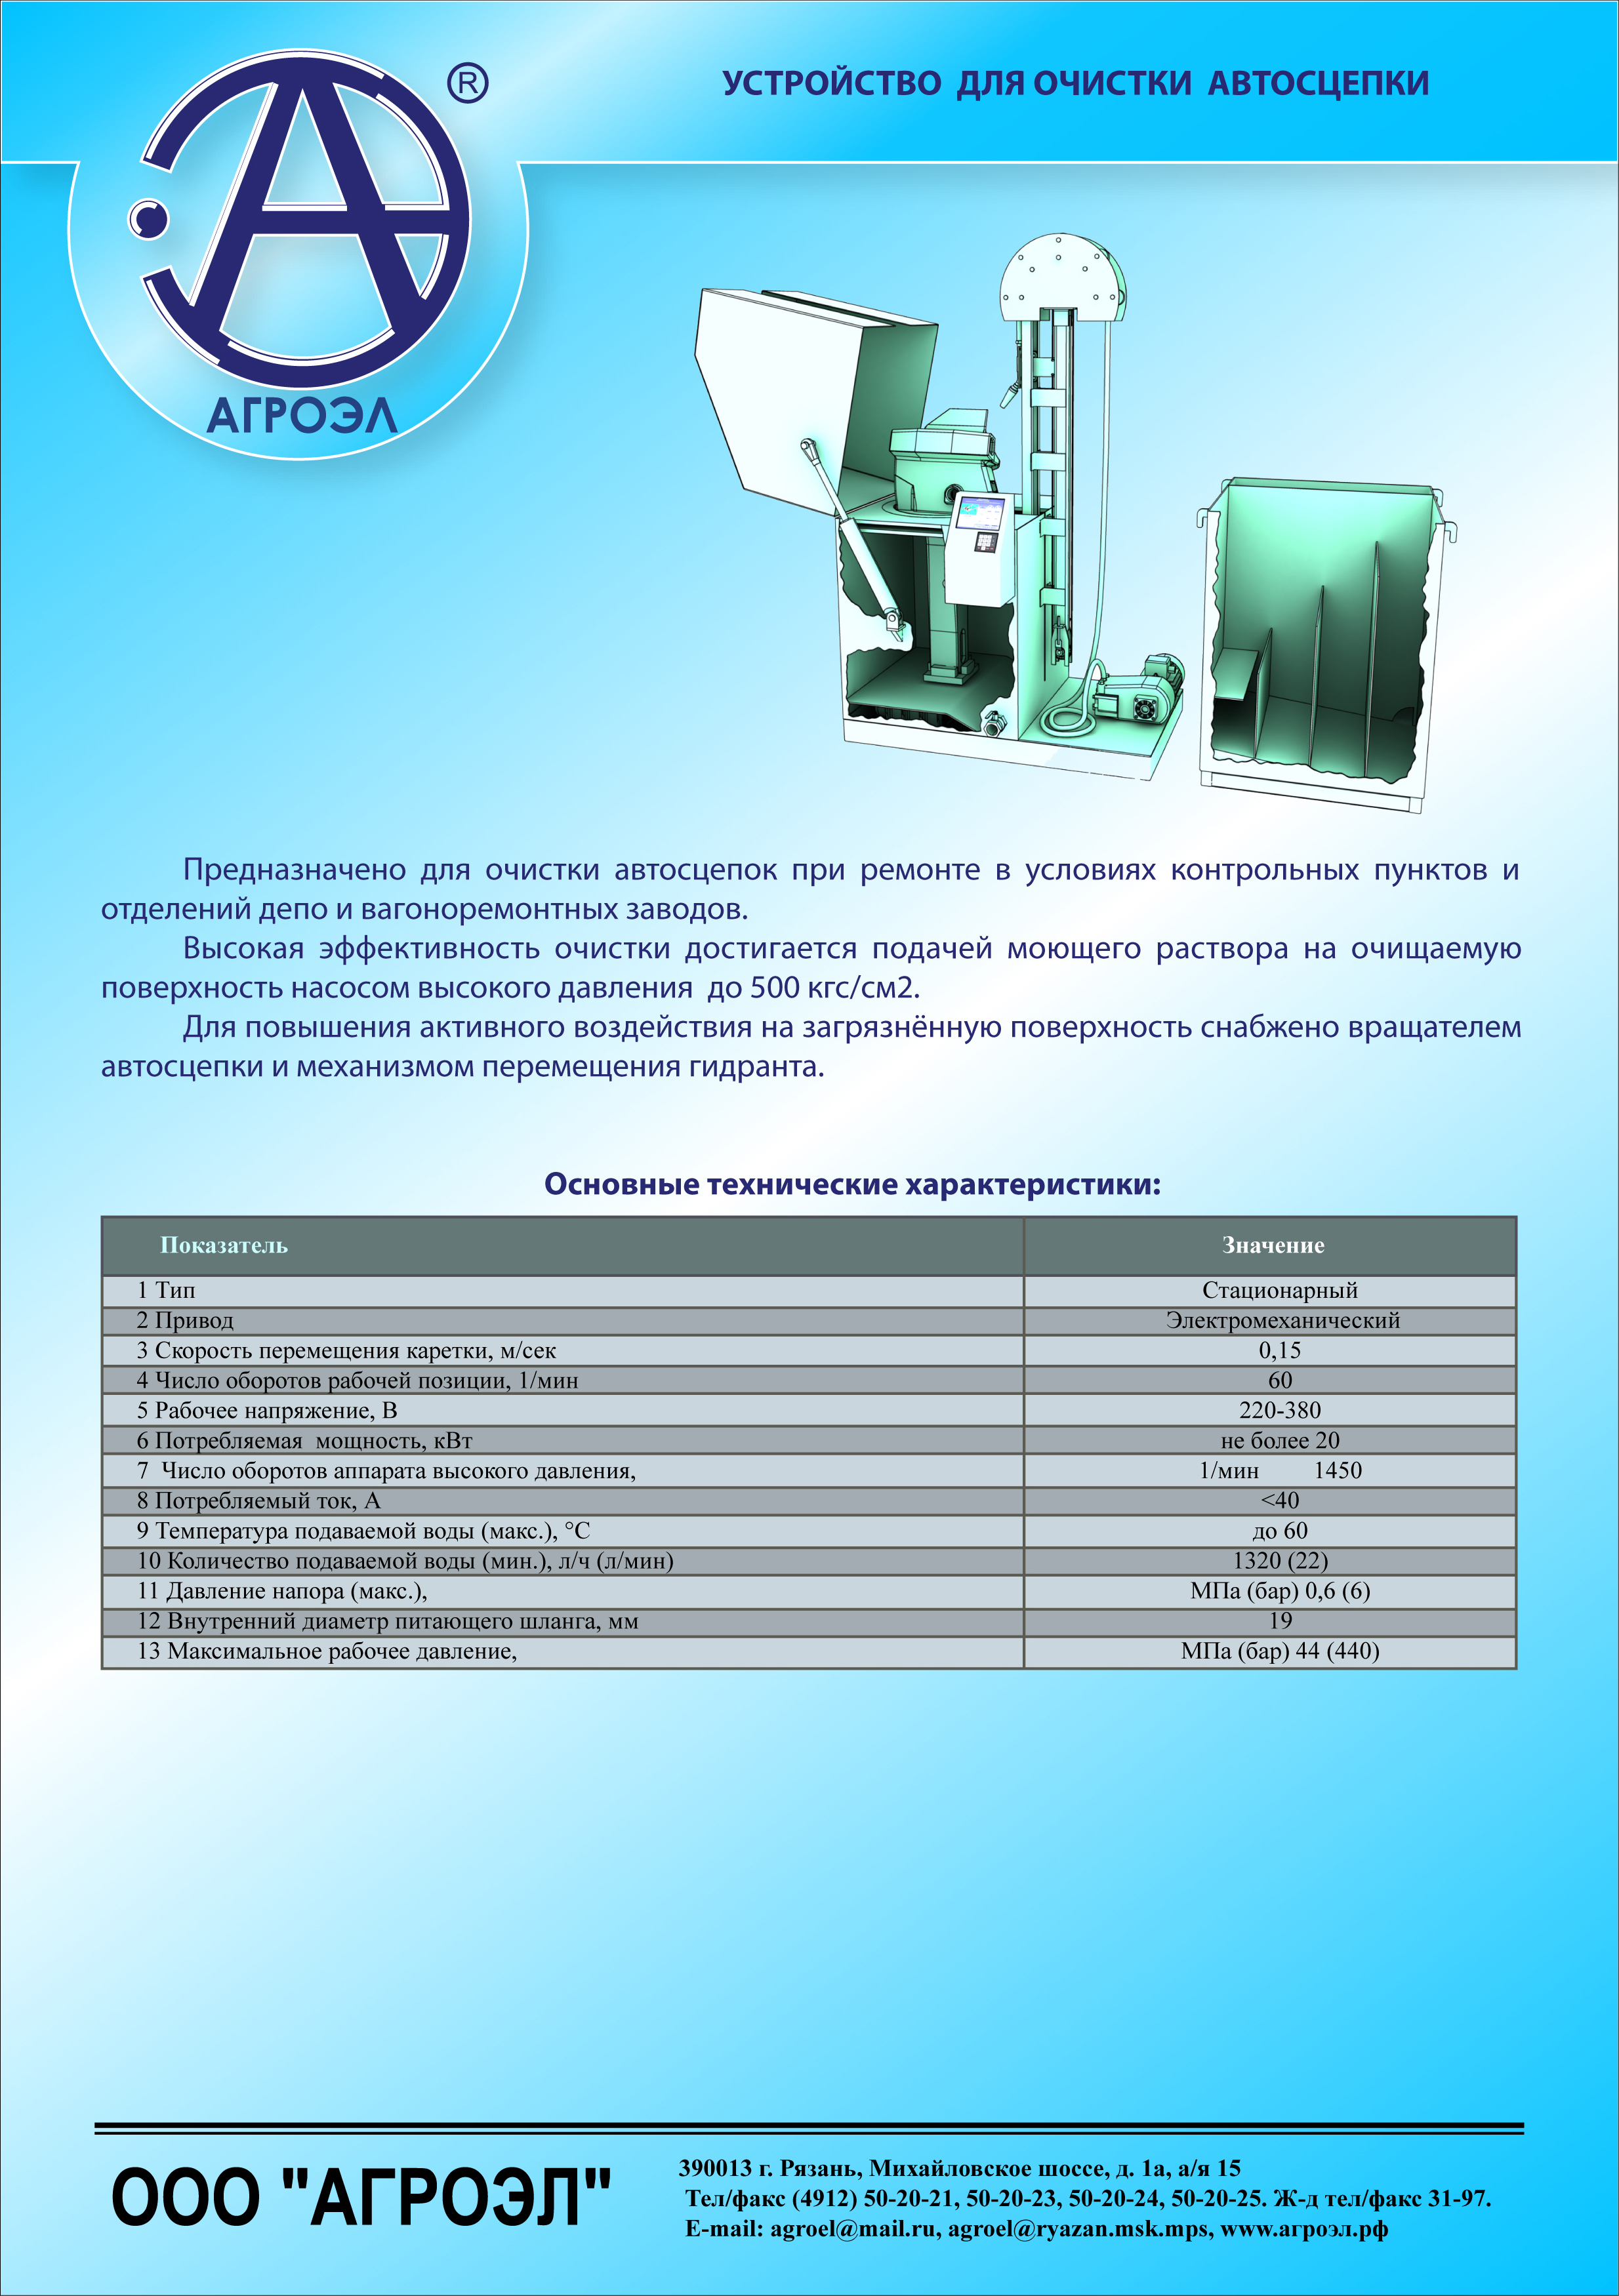 ®
УСТРОЙСТВО ДЛЯ ОЧИСТКИ АВТОСЦЕПКИ
АГРОЭЛ
Предназначено для очистки автосцепок при ремонте в условиях контрольных пунктов и
отделений депо и вагоноремонтных заводов.
Высокая эффективность очистки достигается подачей моющего раствора на очищаемую
поверхность насосом высокого давления до 500 кгс/см2.
Для повышения активного воздействия на загрязнённую поверхность снабжено вращателем
автосцепки и механизмом перемещения гидранта.
Основные технические характеристики:
Показатель Значение
1 Тип Стационарный
2 Привод Электромеханический
3 Скорость перемещения каретки, м/сек 0,15
4 Число оборотов рабочей позиции, 1/мин 60
5 Рабочее напряжение, В 220-380
6 Потребляемая мощность, кВт не более 20
7 Число оборотов аппарата высокого давления, 1/мин 1450
8 Потребляемый ток, А <40
9 Температура подаваемой воды (макс.), °С до 60
10 Количество подаваемой воды (мин.), л/ч (л/мин) 1320 (22)
11 Давление напора (макс.), МПа (бар) 0,6 (6)
12 Внутренний диаметр питающего шланга, мм 19
13 Максимальное рабочее давление, МПа (бар) 44 (440)
ООО "АГРОЭЛ"
390013 г. Рязань, Михайловское шоссе, д. 1а, а/я 15
Тел/факс (4912) 50-20-21, 50-20-23, 50-20-24, 50-20-25. Ж-д тел/факс 31-97.
E-mail: agroel@mail.ru, agroel@ryazan.msk.mps, www.агроэл.рф